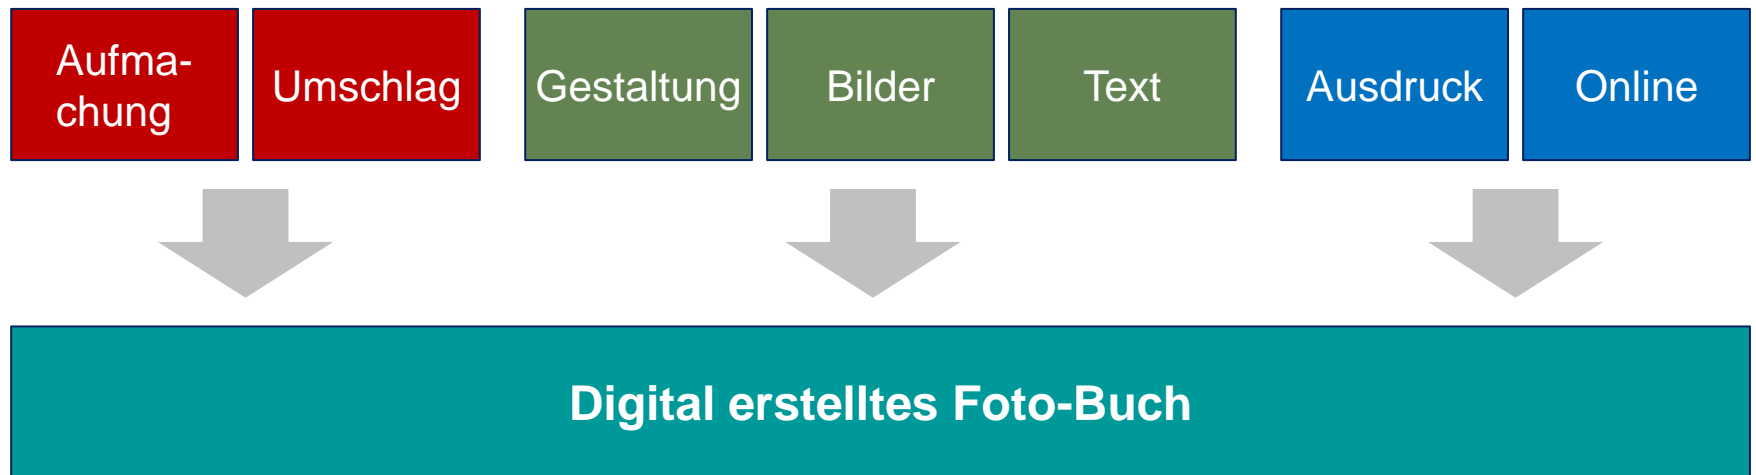 Aufma-
chung
Umschlag
Gestaltung
Bilder
Text
Ausdruck
Online
Digital erstelltes Foto-Buch